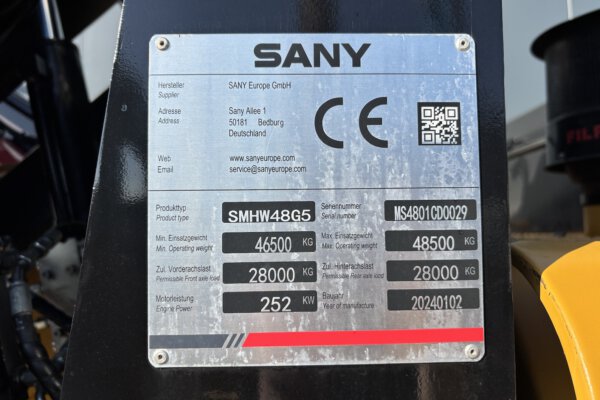 SANY
Hersteller SANY Europe GmbH
Supplier
Adresse Sany Allee 1
Address 50181 Bedburg
Deutschland
Web www.sanyeurope.com
Email service@sanyeurope.com
CE
Produkttyp SMHW48G5 Seriennummer MS4801CD0029
Product type Serial number
Min. Einsatzgewicht 46500 KG Max. Einsatzgewicht 48500 KG
Min. Operating weight Max. Operating weight
Zul. Vorderachslast 28000 KG Zul. Hinterachslast 28000 KG
Permissible Front axle load Permissible Rear axle load
Motorleistung 252 KW Baujahr 20240102
Engine Power Year of manufacture